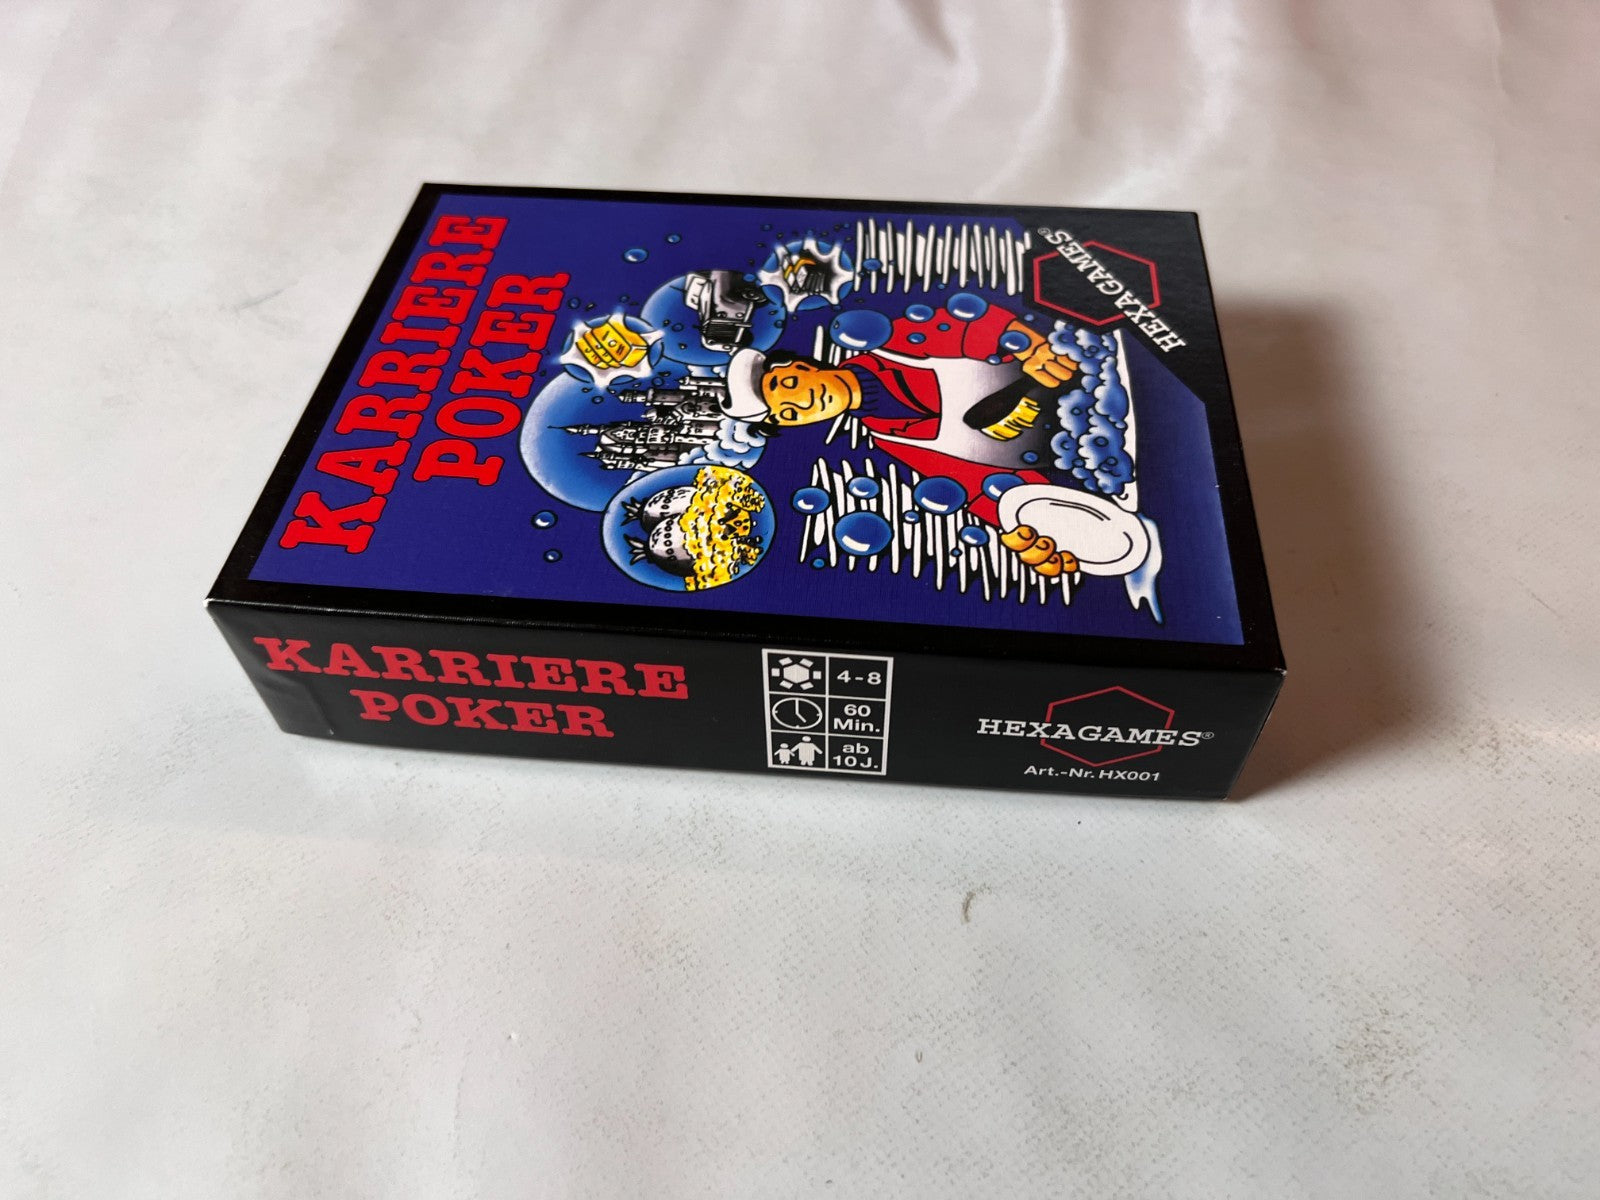 KARRIERE
POKER
HEXAGAMES®
KARRIERE
POKER
4-8
60
Min.
ab
10 J.
HEXAGAMES®
Art.-Nr. HX001